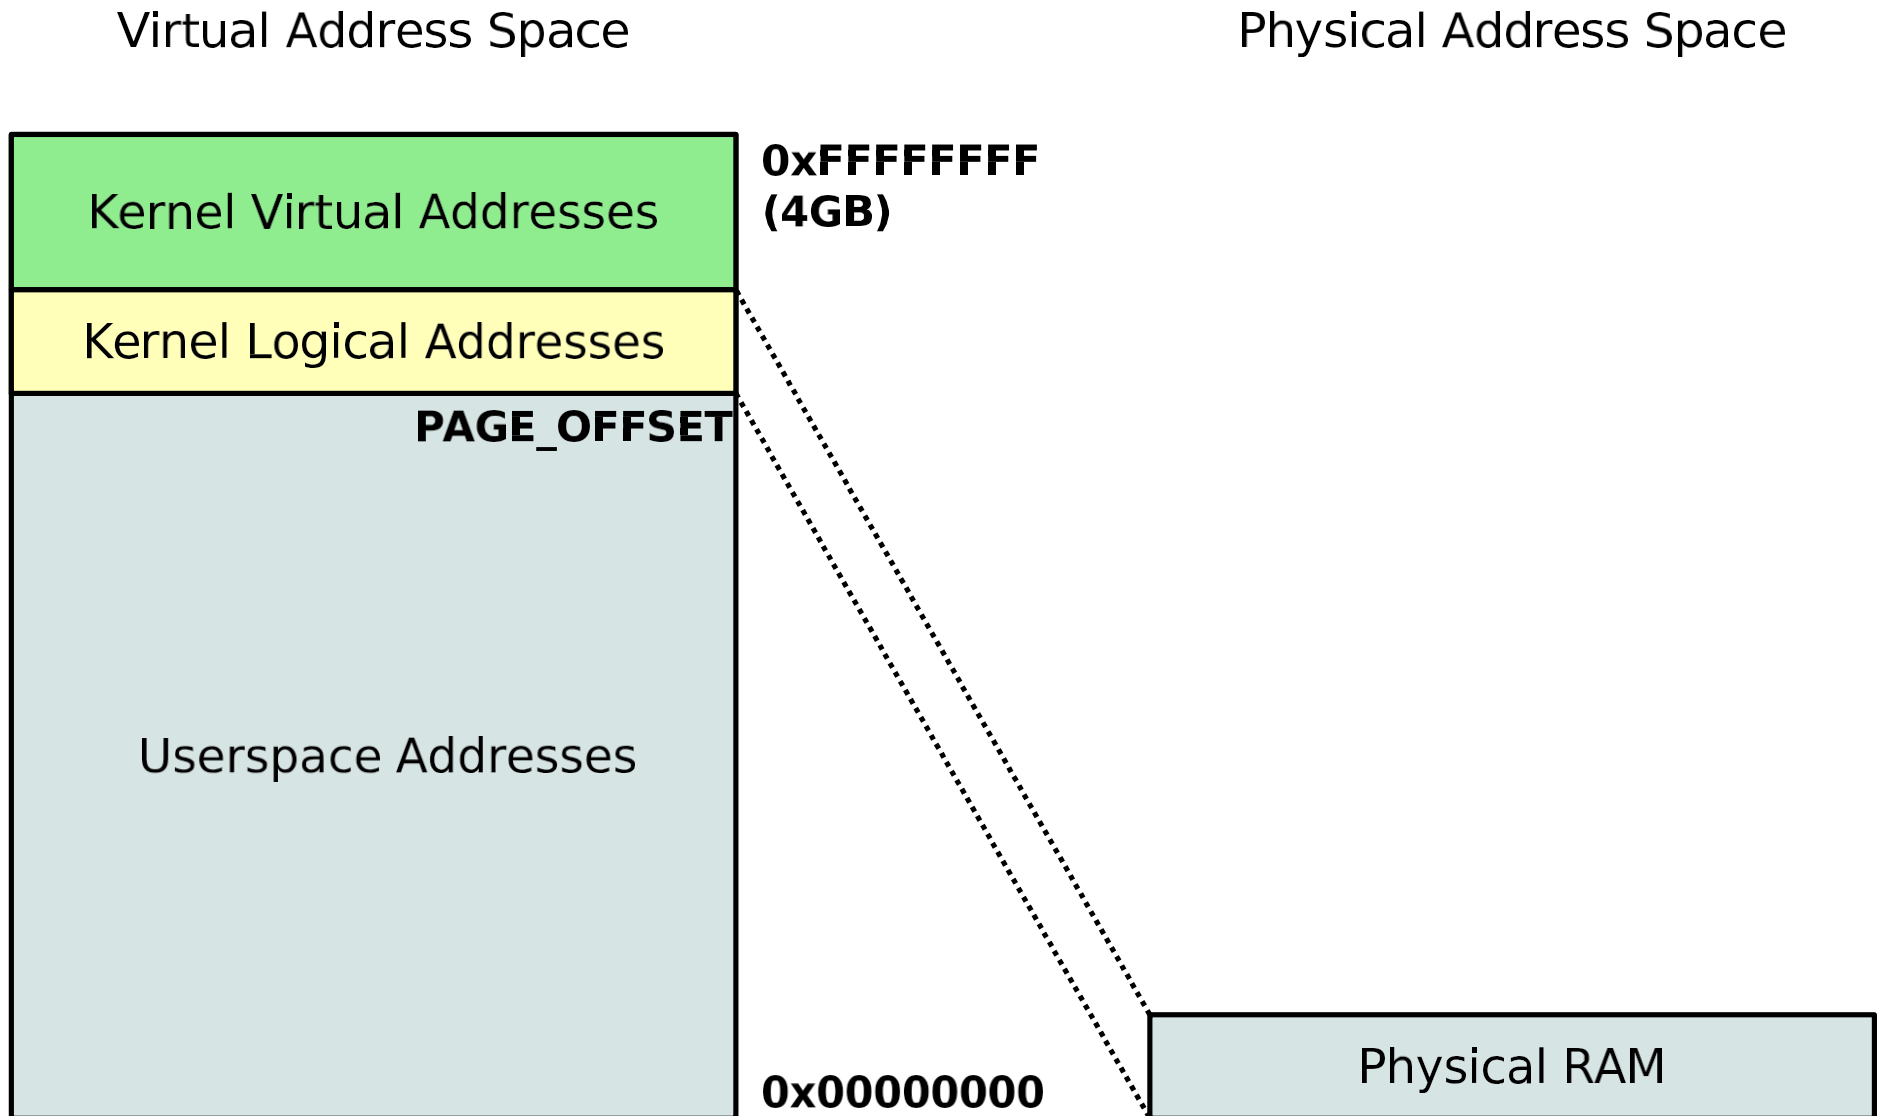 Virtual Address Space
Physical Address Space
Kernel Virtual Addresses
0xFFFFFFFF
(4GB)
Kernel Logical Addresses
PAGE_OFFSET
Userspace Addresses
0x00000000
Physical RAM